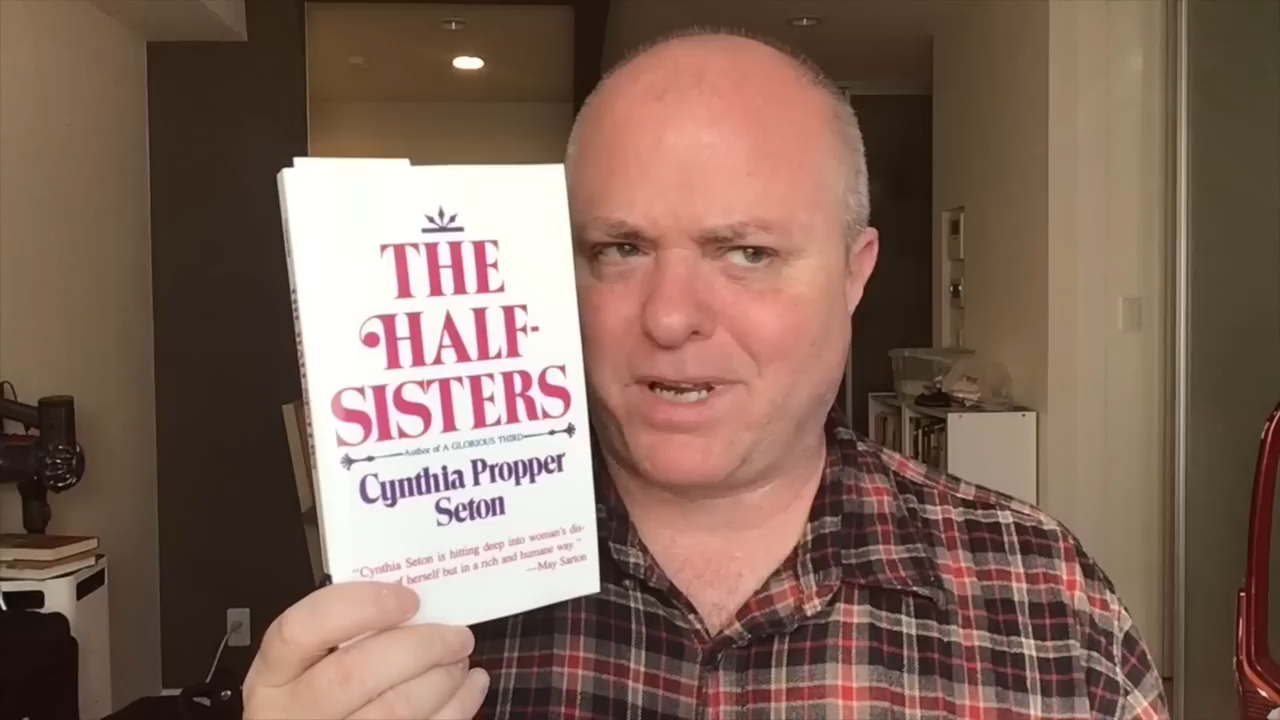 THE
HALF-
SISTERS
Author of A GLORIOUS THIRD
Cynthia Propper
Seton
"Cynthia Seton is hitting deep into woman's dis-
of herself but in a rich and humane way."
—May Sarton